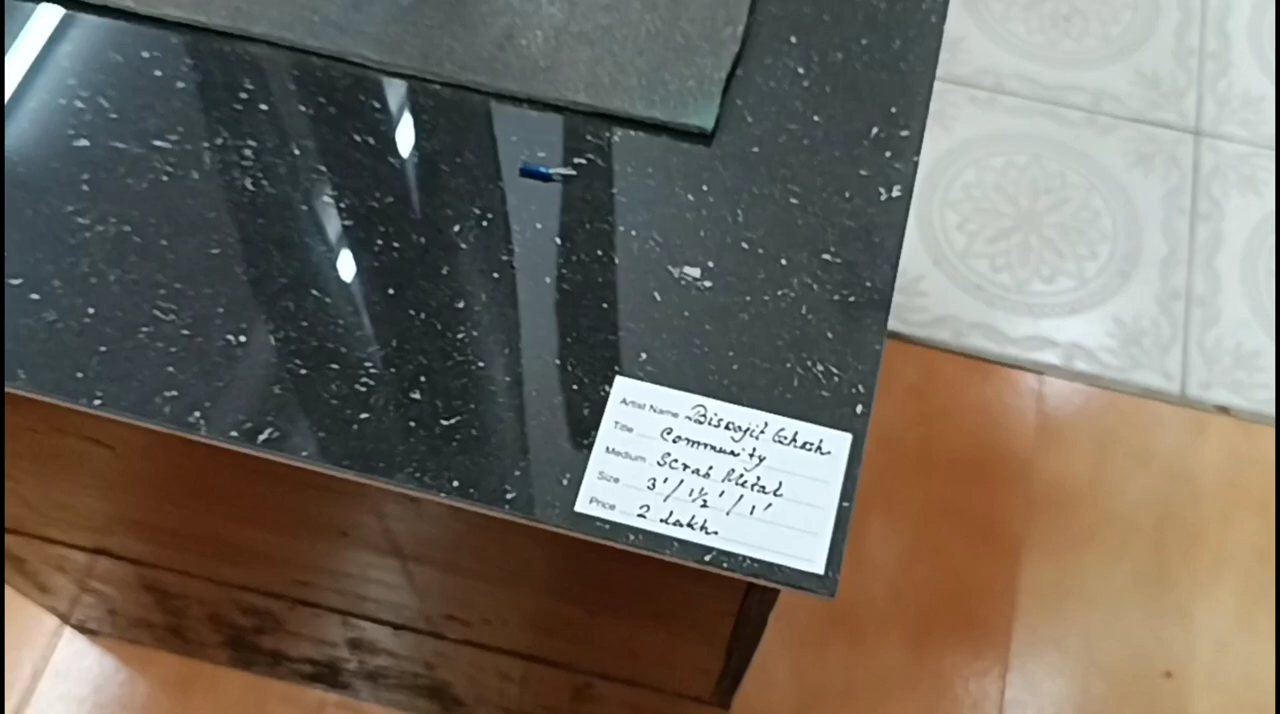 Artist Name Biswajit Ghosh
Title Community
Medium Scrab Metal
Size 3'/1½'/1'
Price 2 Lakh